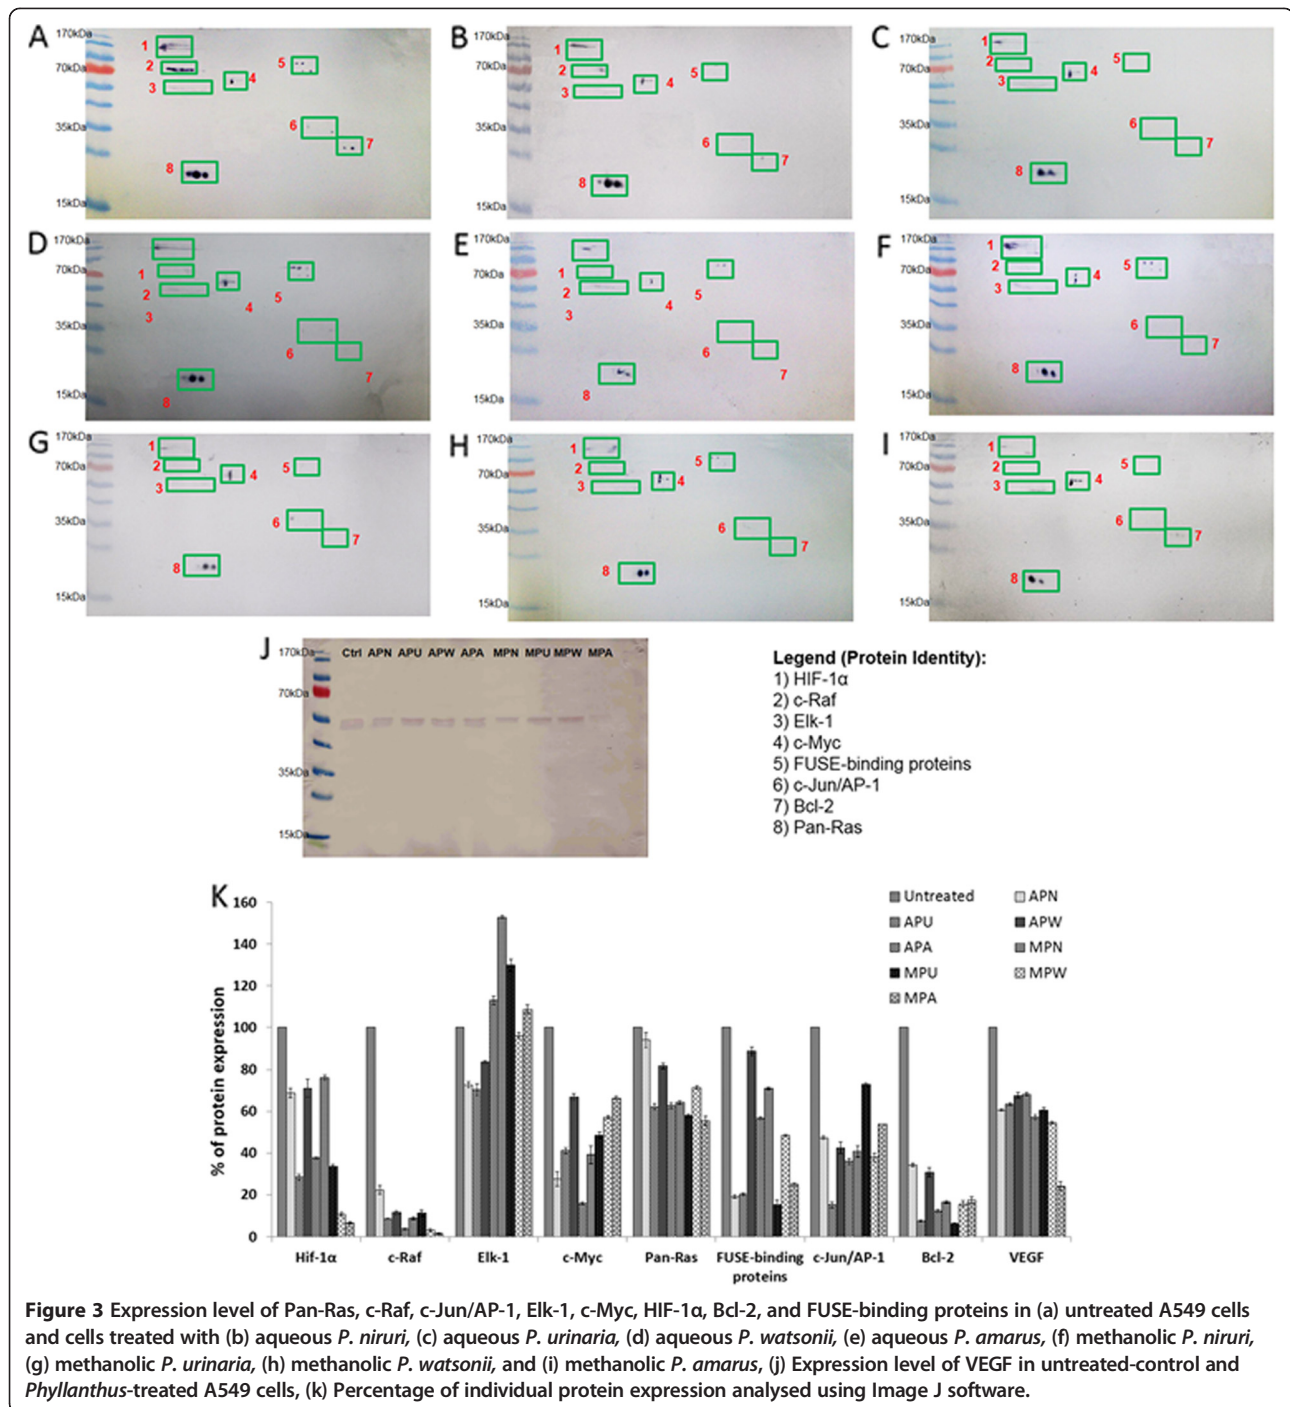 A
170kDa
70kDa
35kDa
15kDa
1
2
3
4
5
6
7
8
B
170kDa
70kDa
35kDa
15kDa
1
2
3
4
5
6
7
8
C
170kDa
70kDa
35kDa
15kDa
1
2
3
4
5
6
7
8
D
170kDa
70kDa
35kDa
15kDa
1
2
3
4
5
6
7
8
E
170kDa
70kDa
35kDa
15kDa
1
2
3
4
5
6
7
8
F
170kDa
70kDa
35kDa
15kDa
1
2
3
4
5
6
7
8
G
170kDa
70kDa
35kDa
15kDa
1
2
3
4
5
6
7
8
H
170kDa
70kDa
35kDa
15kDa
1
2
3
4
5
6
7
8
I
170kDa
70kDa
35kDa
15kDa
1
2
3
4
5
6
7
8
J
170kDa
70kDa
35kDa
15kDa
Ctrl APN APU APW APA MPN MPU MPW MPA
Legend (Protein Identity):
1) HIF-1α
2) c-Raf
3) Elk-1
4) c-Myc
5) FUSE-binding proteins
6) c-Jun/AP-1
7) Bcl-2
8) Pan-Ras
K
% of protein expression
160
140
120
100
80
60
40
20
0
Untreated APN
APU APW
APA MPN
MPU MPW
MPA
Hif-1α c-Raf Elk-1 c-Myc Pan-Ras FUSE-binding proteins c-Jun/AP-1 Bcl-2 VEGF
Figure 3 Expression level of Pan-Ras, c-Raf, c-Jun/AP-1, Elk-1, c-Myc, HIF-1α, Bcl-2, and FUSE-binding proteins in (a) untreated A549 cells
and cells treated with (b) aqueous P. niruri, (c) aqueous P. urinaria, (d) aqueous P. watsonii, (e) aqueous P. amarus, (f) methanolic P. niruri,
(g) methanolic P. urinaria, (h) methanolic P. watsonii, and (i) methanolic P. amarus, (j) Expression level of VEGF in untreated-control and
Phyllanthus-treated A549 cells, (k) Percentage of individual protein expression analysed using Image J software.